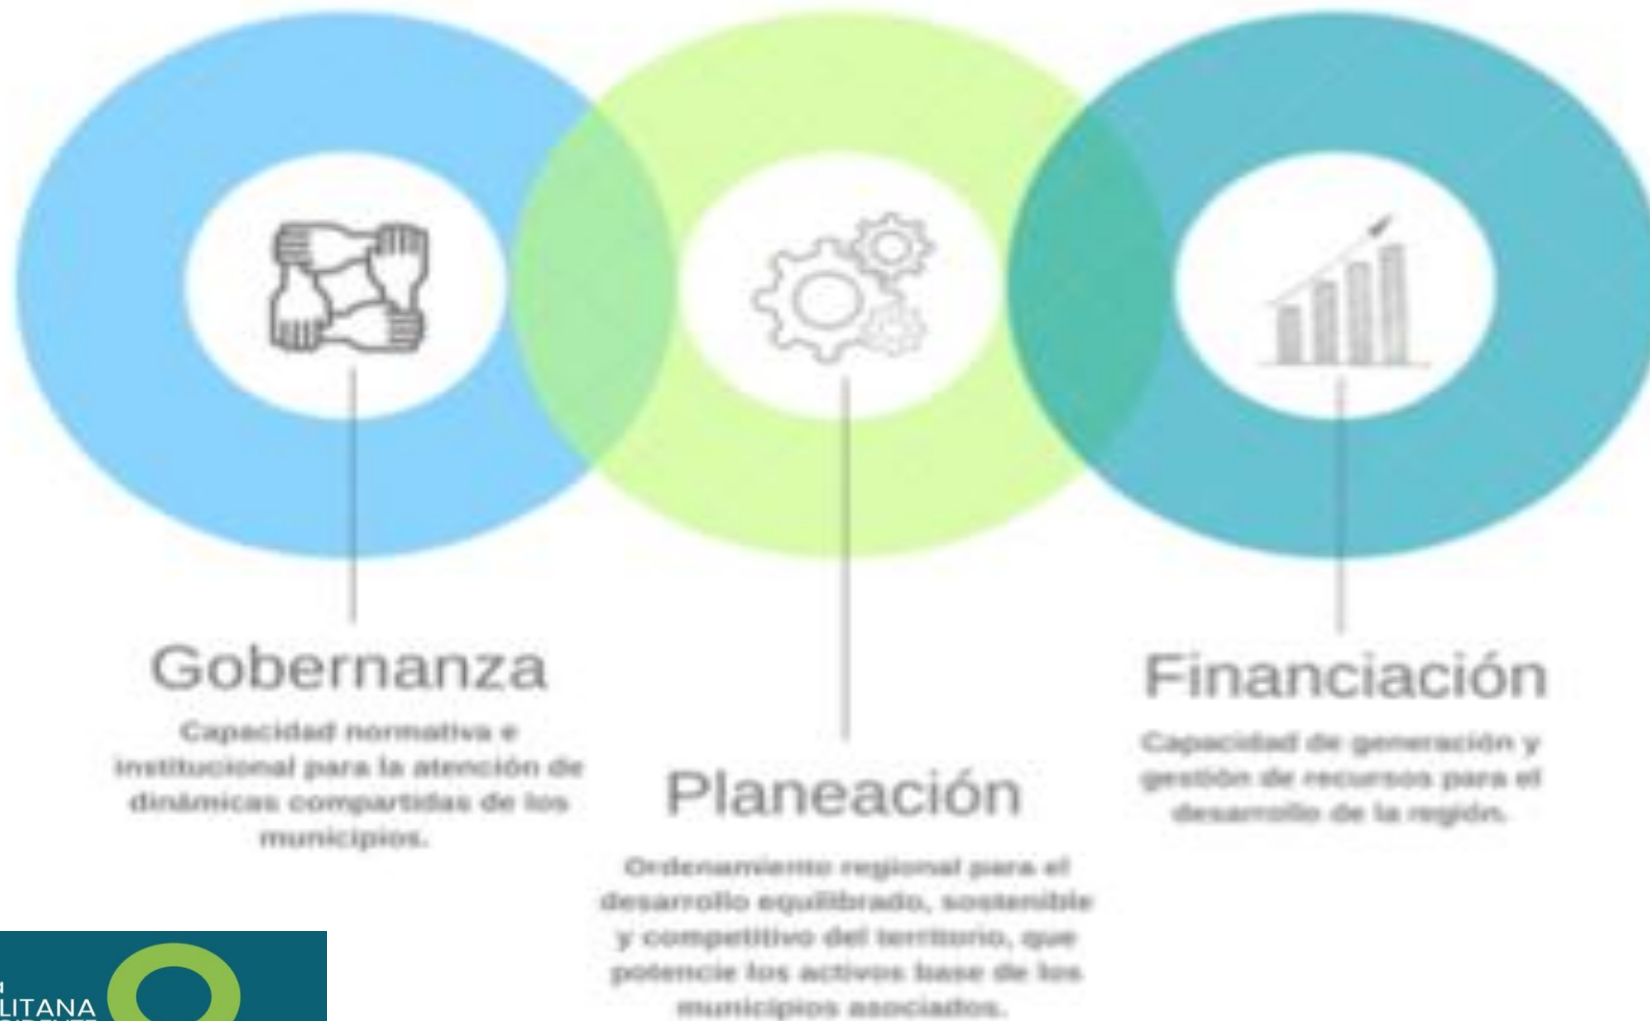 Gobernanza
Capacidad normativa e
institucional para la atención de
dinámicas compartidas de los
municipios.
Planeación
Ordenamiento regional para el
desarrollo equilibrado, sostenible
y competitivo del territorio, que
potencie los activos base de los
municipios asociados.
Financiación
Capacidad de generación y
gestión de recursos para el
desarrollo de la región.
LITANA